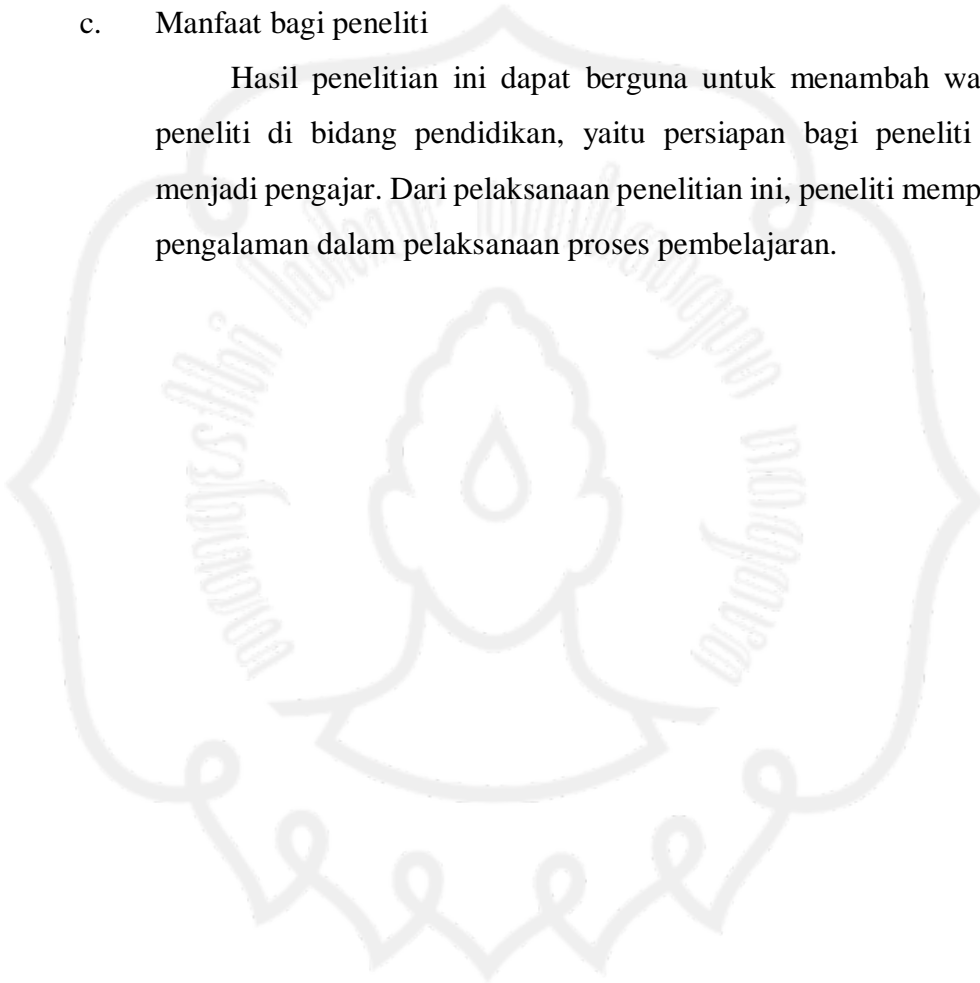 c. Manfaat bagi peneliti
Hasil penelitian ini dapat berguna untuk menambah wa
peneliti di bidang pendidikan, yaitu persiapan bagi peneliti
menjadi pengajar. Dari pelaksanaan penelitian ini, peneliti memp
pengalaman dalam pelaksanaan proses pembelajaran.